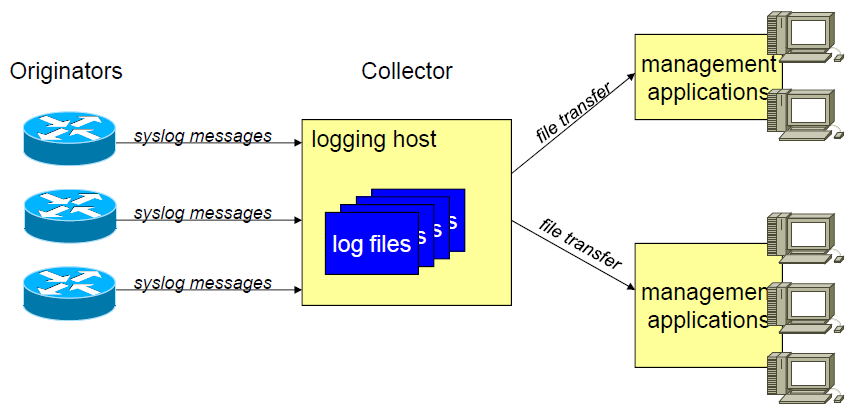 Originators
Collector
management
applications
syslog messages
syslog messages
syslog messages
logging host
log files
s
s
s
file transfer
file transfer
management
applications